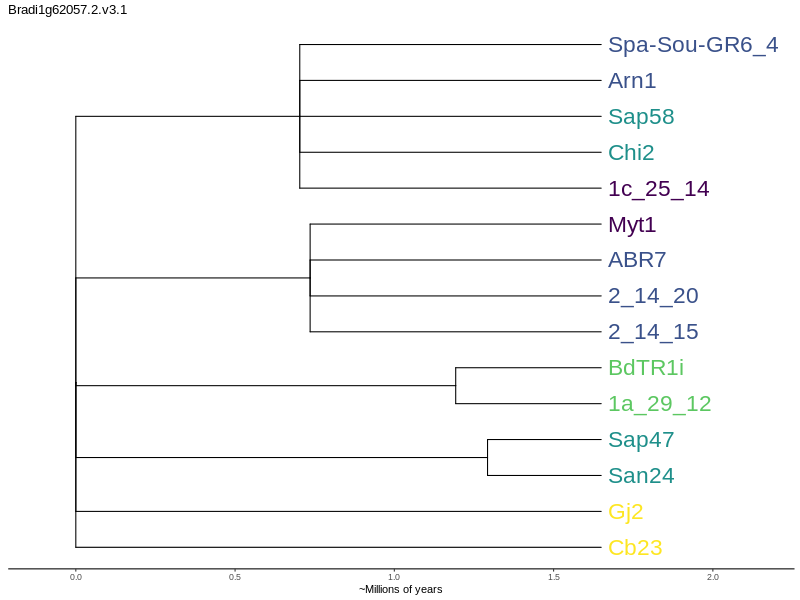 Bradi1g62057.2.v3.1
Spa-Sou-GR6_4
Arn1
Sap58
Chi2
1c_25_14
Myt1
ABR7
2_14_20
2_14_15
BdTR1i
1a_29_12
Sap47
San24
Gj2
Cb23
0.0 0.5 1.0 1.5 2.0
~Millions of years